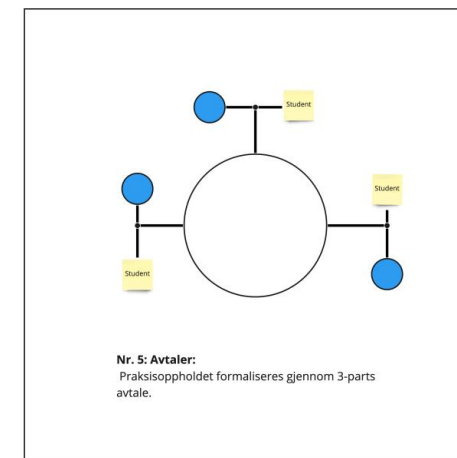 Student
Student
Student
Nr. 5: Avtaler:
Praksisoppholdet formaliseres gjennom 3-parts
avtale.